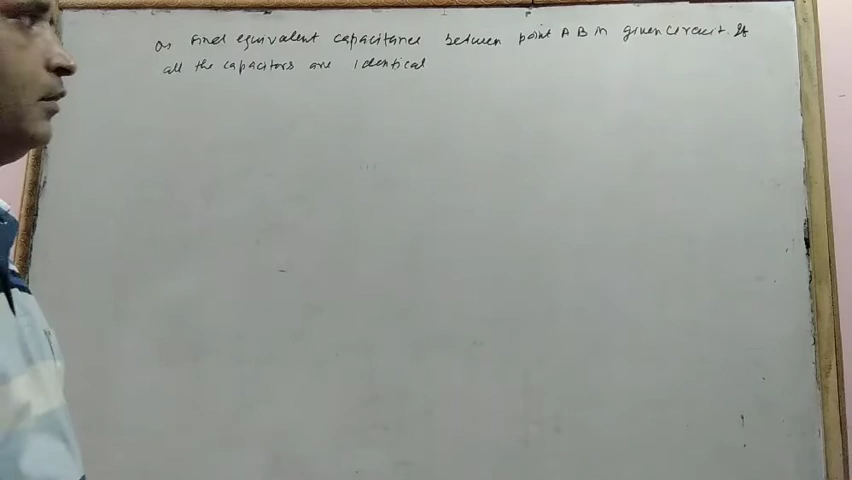 Q, Find equivalent capacitance between point A B in given circuit. If
all the capacitors are identical